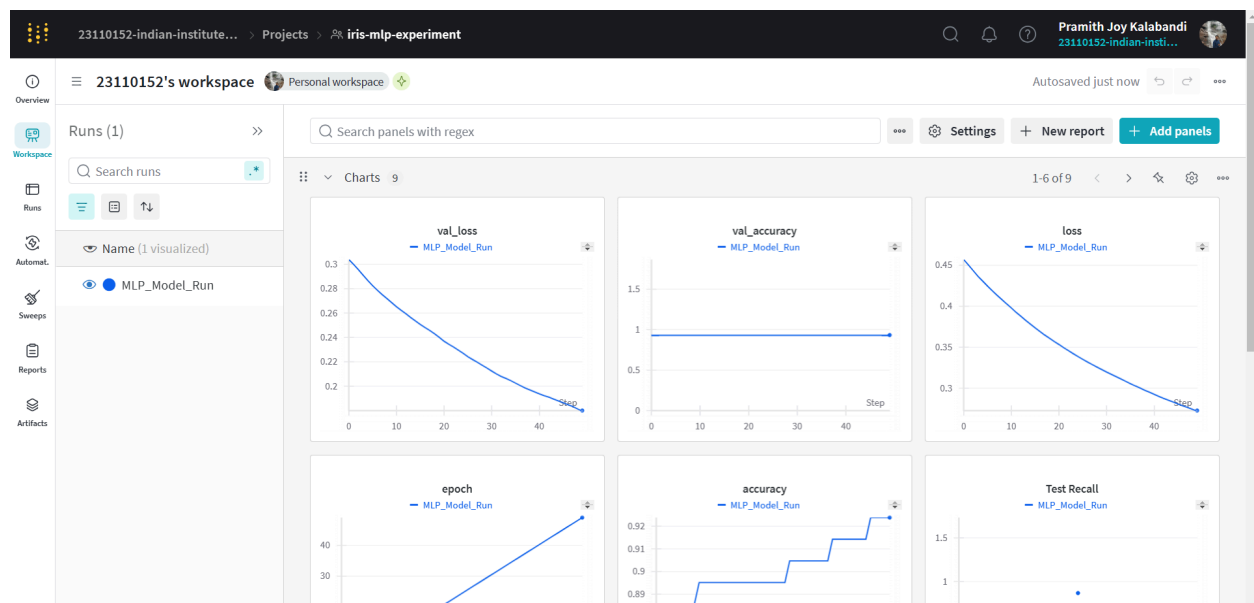 23110152-indian-institute... > Projects > iris-mlp-experiment
Pramith Joy Kalabandi
23110152-indian-insti...
Overview
Workspace
Runs
Automat.
Sweeps
Reports
Artifacts
23110152's workspace Personal workspace
Autosaved just now
Runs (1)
Search runs
.*
Name (1 visualized)
MLP_Model_Run
Search panels with regex
Settings
New report
Add panels
Charts 9
1-6 of 9
val_loss
MLP_Model_Run
0.3
0.28
0.26
0.24
0.22
0.2
Step
0 10 20 30 40
val_accuracy
MLP_Model_Run
1.5
1
0.5
0
Step
0 10 20 30 40
loss
MLP_Model_Run
0.45
0.4
0.35
0.3
Step
0 10 20 30 40
epoch
MLP_Model_Run
40
30
accuracy
MLP_Model_Run
0.92
0.91
0.9
0.89
Test Recall
MLP_Model_Run
1.5
1